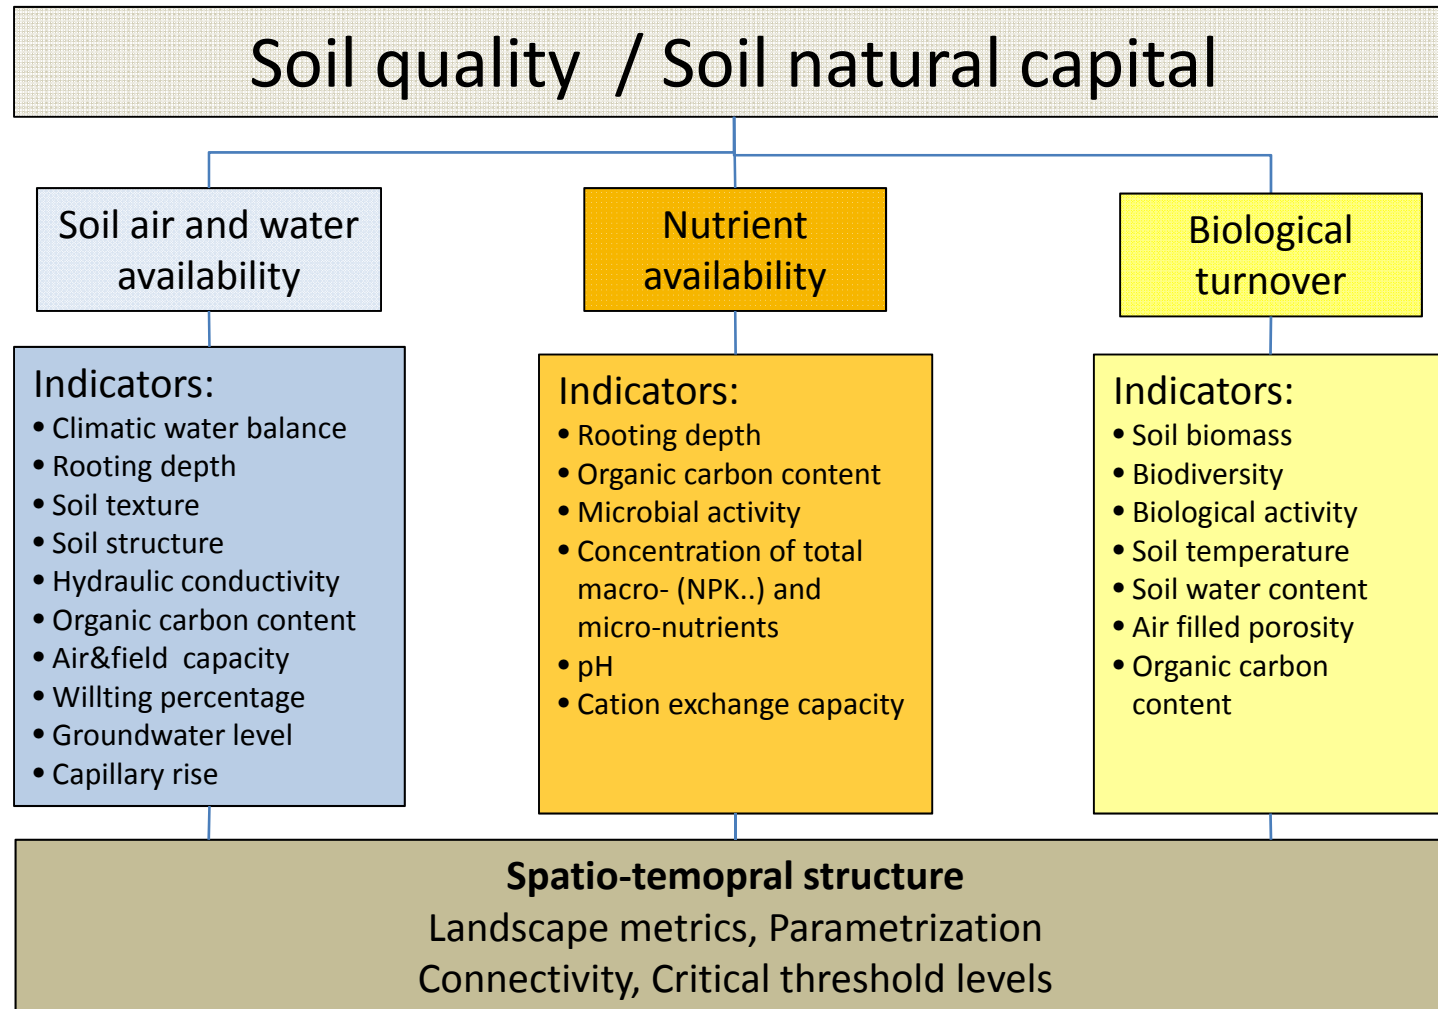 Soil quality / Soil natural capital
Soil air and water
availability
Nutrient
availability
Biological
turnover
Indicators:
• Climatic water balance
• Rooting depth
• Soil texture
• Soil structure
• Hydraulic conductivity
• Organic carbon content
• Air&field capacity
• Willting percentage
• Groundwater level
• Capillary rise
Indicators:
• Rooting depth
• Organic carbon content
• Microbial activity
• Concentration of total
macro- (NPK..) and
micro-nutrients
• pH
• Cation exchange capacity
Indicators:
• Soil biomass
• Biodiversity
• Biological activity
• Soil temperature
• Soil water content
• Air filled porosity
• Organic carbon
content
Spatio-temopral structure
Landscape metrics, Parametrization
Connectivity, Critical threshold levels